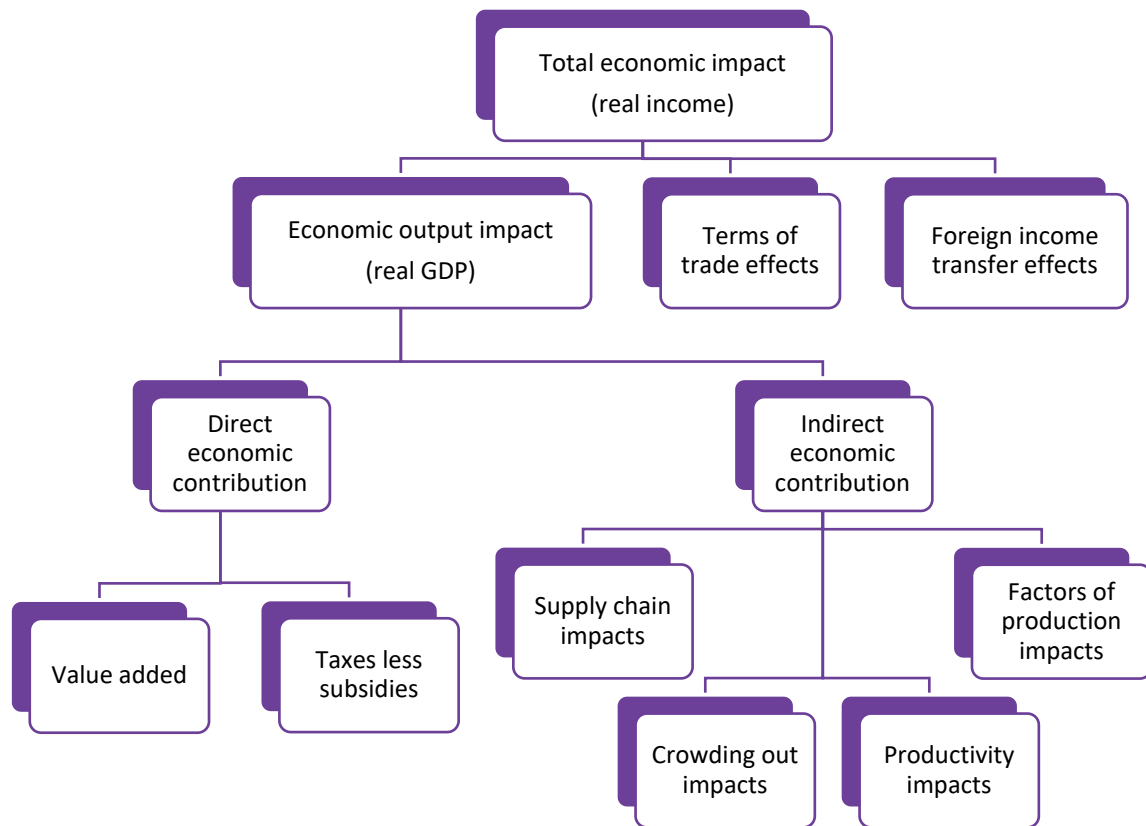 Total economic impact
(real income)
Economic output impact
(real GDP)
Terms of
trade effects
Foreign income
transfer effects
Direct
economic
contribution
Indirect
economic
contribution
Value added
Taxes less
subsidies
Supply chain
impacts
Factors of
production
impacts
Crowding out
impacts
Productivity
impacts